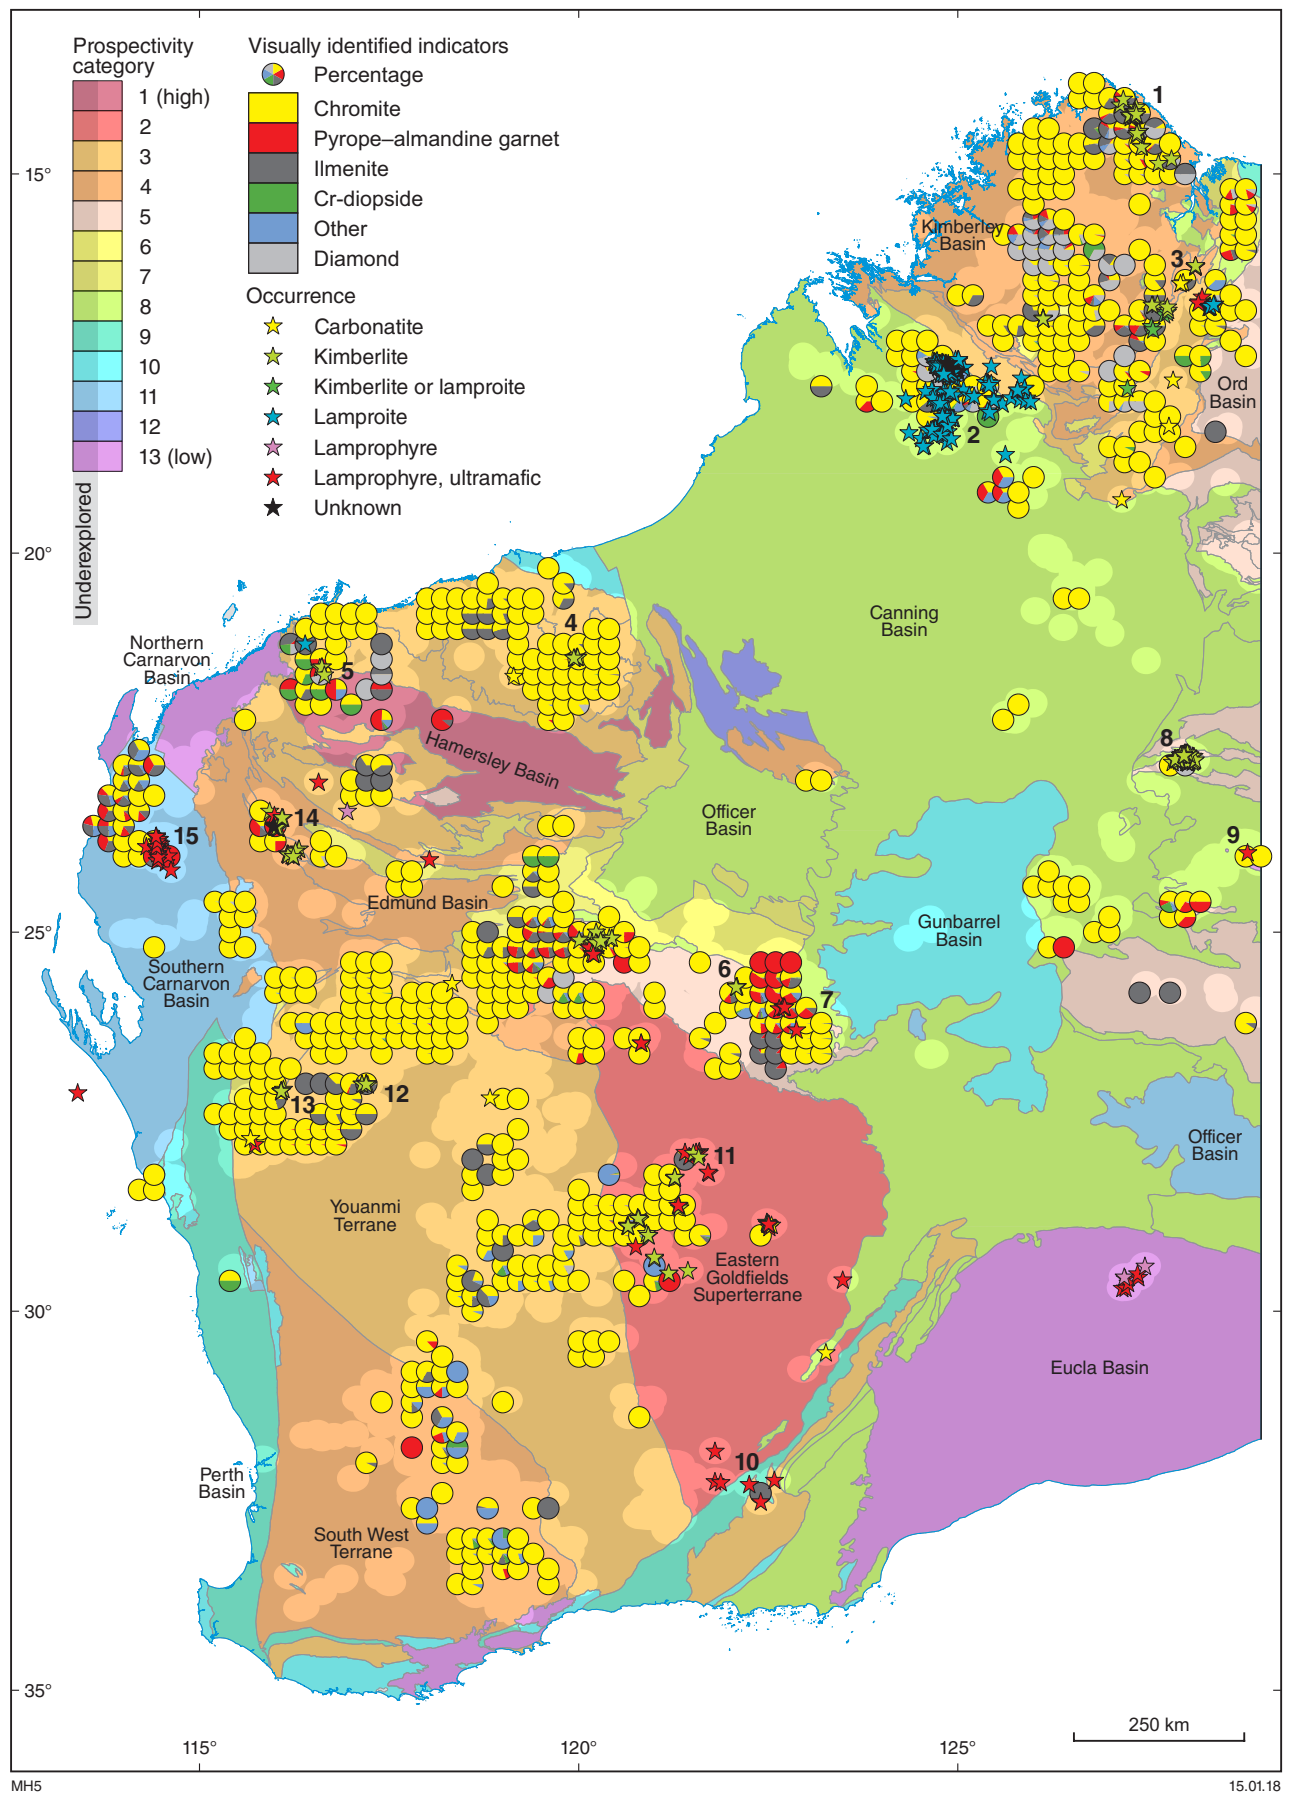 Prospectivity
category
1 (high)
2
3
4
5
6
7
8
9
10
11
12
13 (low)
Underexplored
Visually identified indicators
Percentage
Chromite
Pyrope–almandine garnet
Ilmenite
Cr-diopside
Other
Diamond
Occurrence
Carbonatite
Kimberlite
Kimberlite or lamproite
Lamproite
Lamprophyre
Lamprophyre, ultramafic
Unknown
1
15°
Kimberley
Basin
3
Ord
Basin
2
20°
Canning
Basin
4
Northern
Carnarvon
Basin
5
Hamersley Basin
8
Officer
Basin
14
15
9
Edmund Basin
Gunbarrel
Basin
25°
Southern
Carnarvon
Basin
6
7
12
13
Officer
Basin
11
Youanmi
Terrane
Eastern
Goldfields
Superterrane
30°
Eucla Basin
10
Perth
Basin
South West
Terrane
35°
250 km
115°
120°
125°
MH5
15.01.18